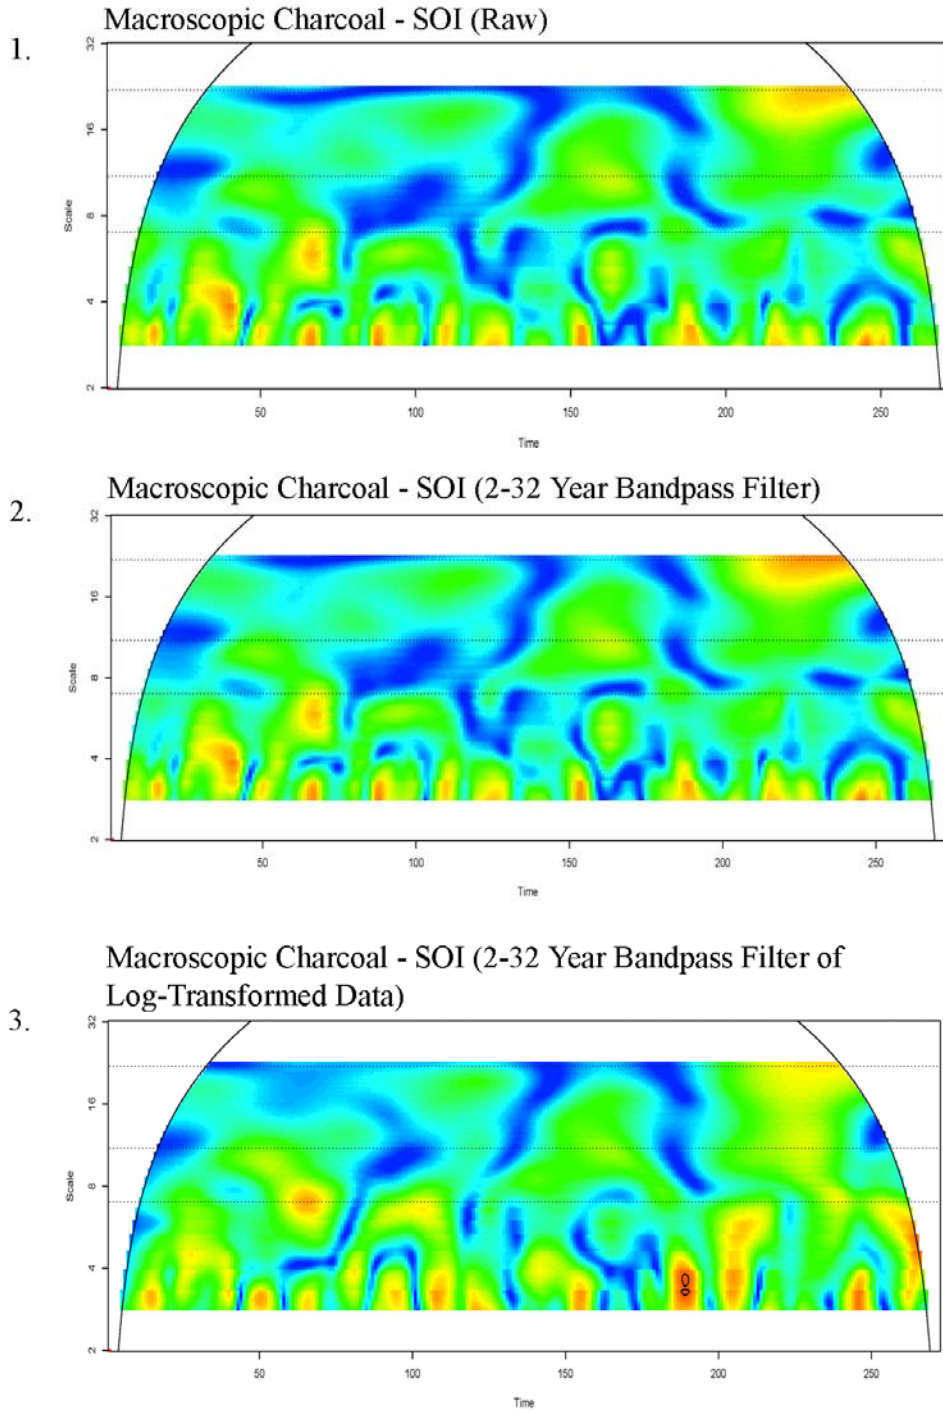 Macroscopic Charcoal - SOI (Raw)
1.
32
16
8
4
2
Scale
50 100 150 200 250
Time
Macroscopic Charcoal - SOI (2-32 Year Bandpass Filter)
2.
32
16
8
4
2
Scale
50 100 150 200 250
Time
Macroscopic Charcoal - SOI (2-32 Year Bandpass Filter of
Log-Transformed Data)
3.
32
16
8
4
2
Scale
50 100 150 200 250
Time